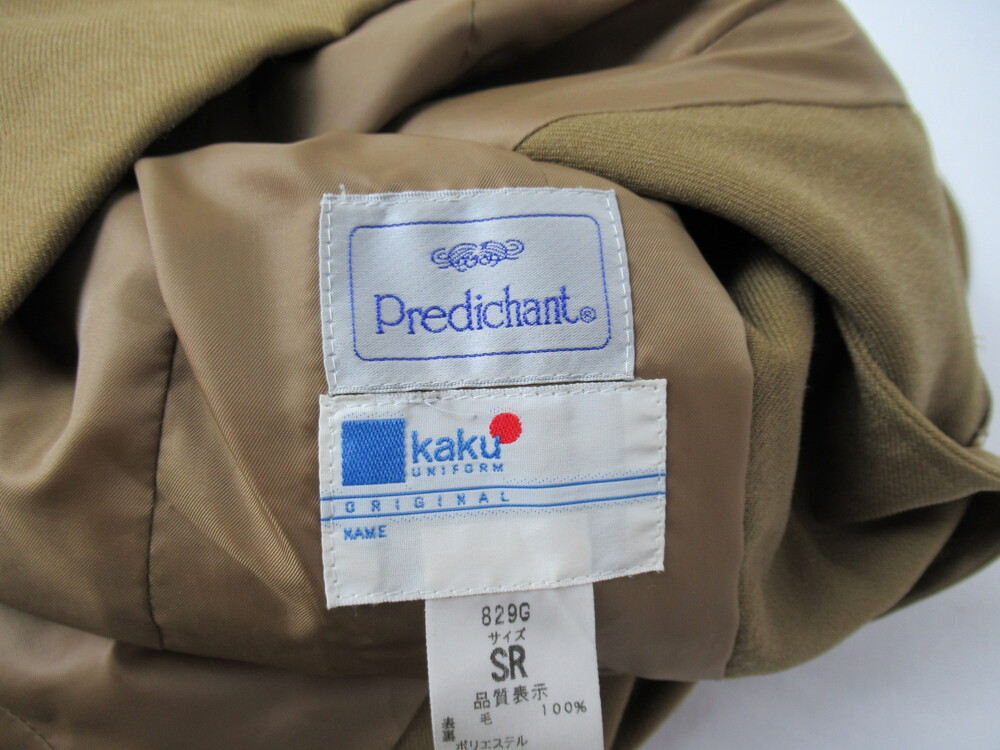 Predichant®
kaku
UNIFORM
ORIGINAL
NAME
829G
サイズ
SR
品質表示
表 毛 100%
裏 ポリエステル